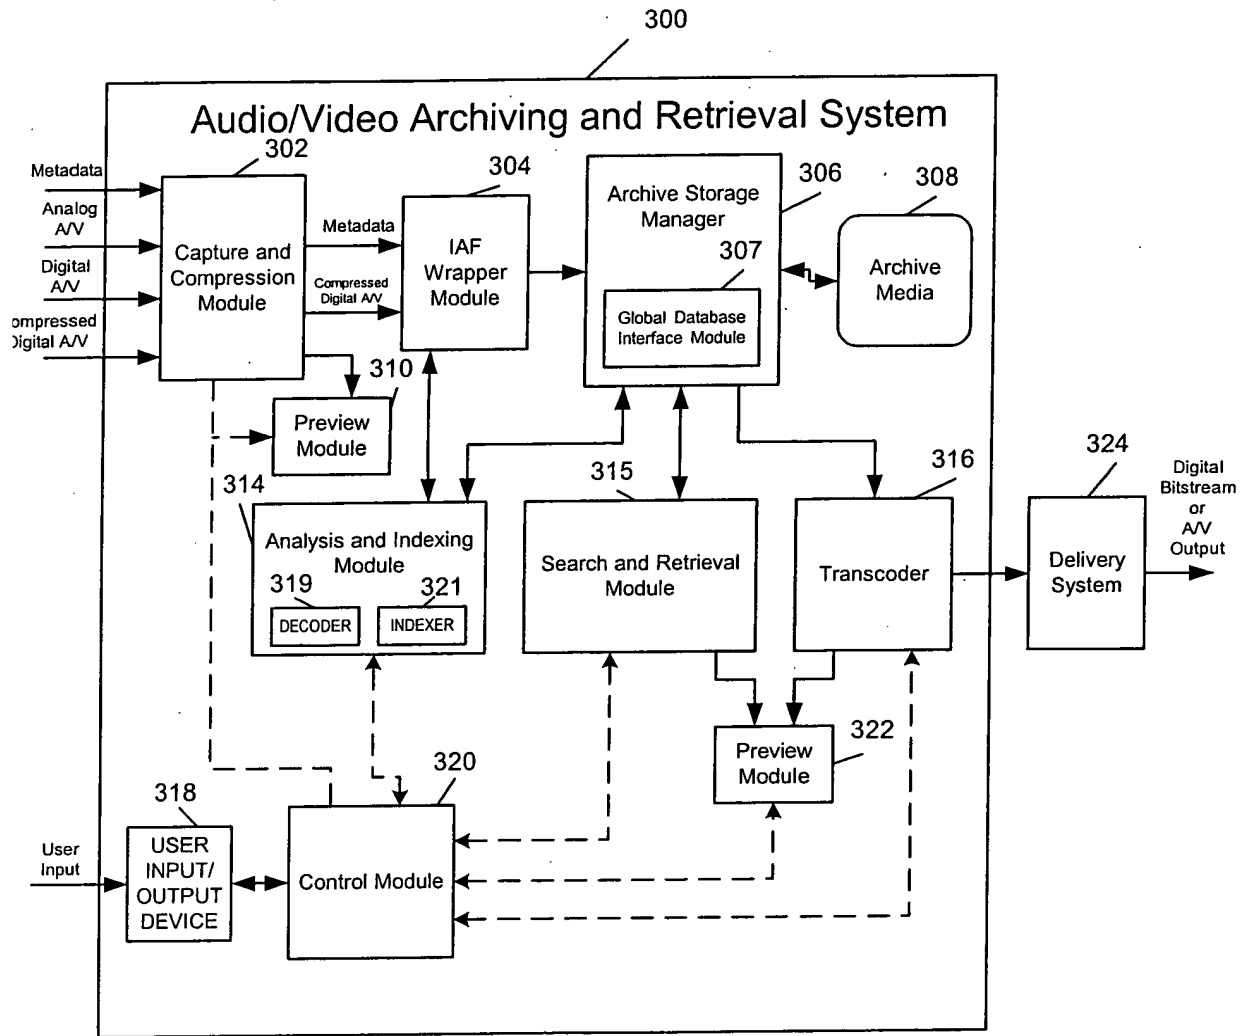 300
Audio/Video Archiving and Retrieval System
302
304
306
308
Metadata
Analog
A/V
Digital
A/V
ompressed
Digital A/V
Capture and
Compression
Module
Metadata
Compressed
Digital A/V
IAF
Wrapper
Module
Archive Storage
Manager
307
Global Database
Interface Module
Archive
Media
310
Preview
Module
314
Analysis and Indexing
Module
319
DECODER
321
INDEXER
315
Search and Retrieval
Module
316
Transcoder
324
Delivery
System
Digital
Bitstream
or
A/V
Output
322
Preview
Module
318
USER
INPUT/
OUTPUT
DEVICE
User
Input
320
Control Module